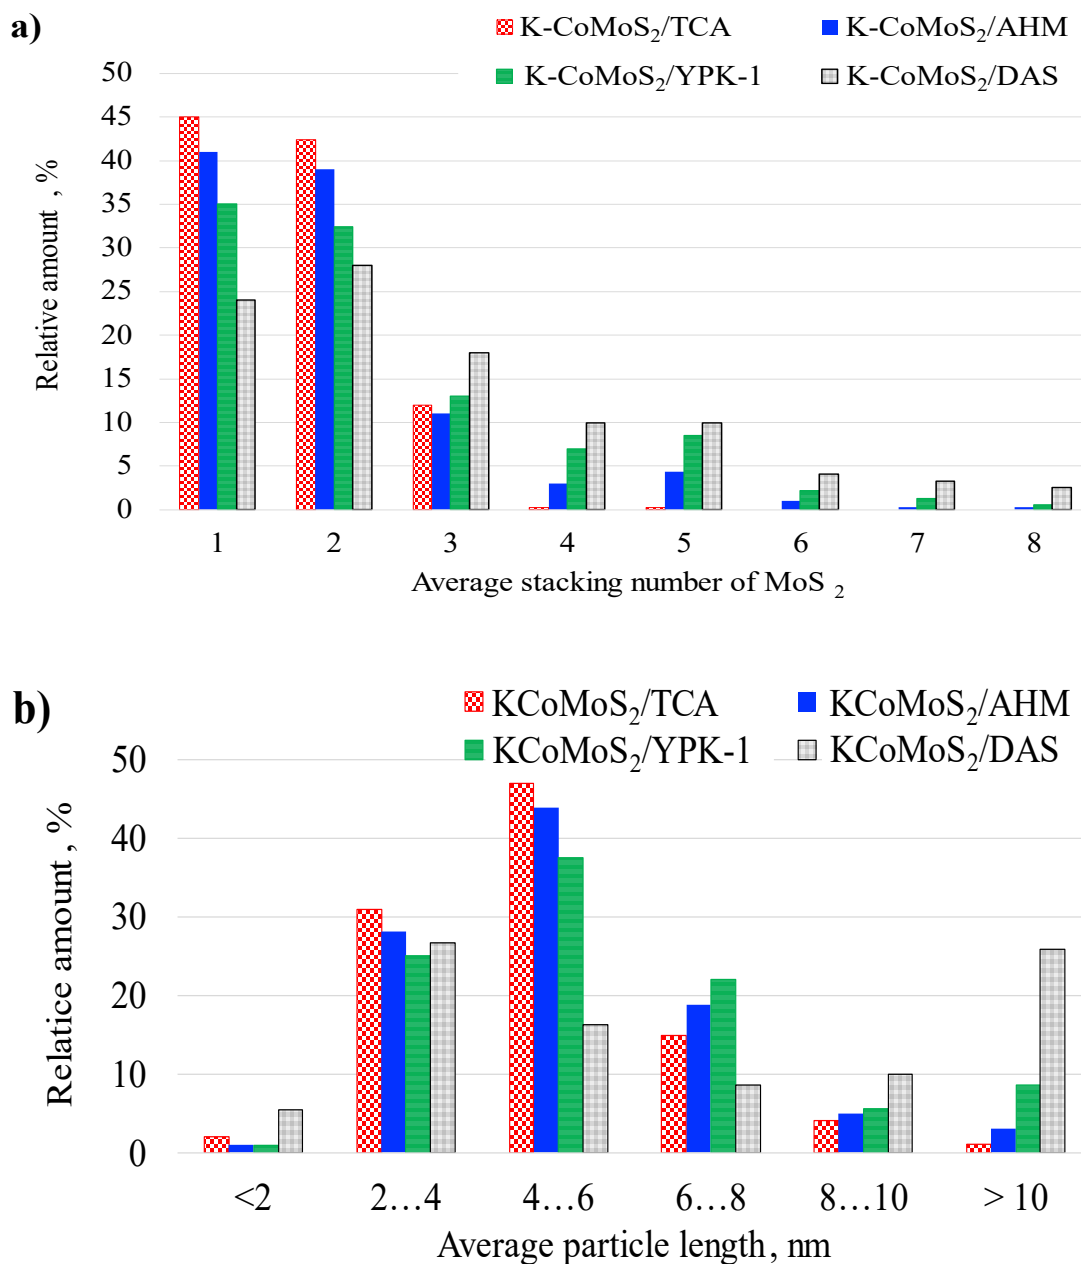 a)
K-CoMoS2/TCA K-CoMoS2/AHM
K-CoMoS2/YPK-1 K-CoMoS2/DAS
Relative amount , %
50
45
40
35
30
25
20
15
10
5
0
1 2 3 4 5 6 7 8
Average stacking number of MoS 2
b)
KCoMoS2/TCA KCoMoS2/AHM
KCoMoS2/YPK-1 KCoMoS2/DAS
Relatice amount, %
50
40
30
20
10
0
<2 2…4 4…6 6…8 8…10 > 10
Average particle length, nm